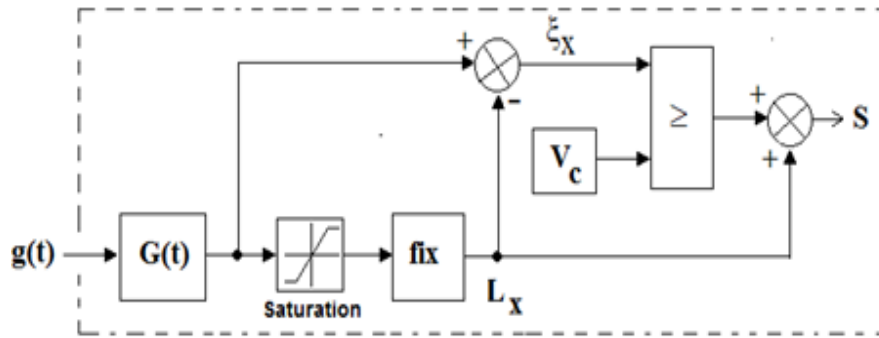 +
ξx
-
≥
+
S
+
Vc
g(t)
G(t)
fix
Lx
Saturation